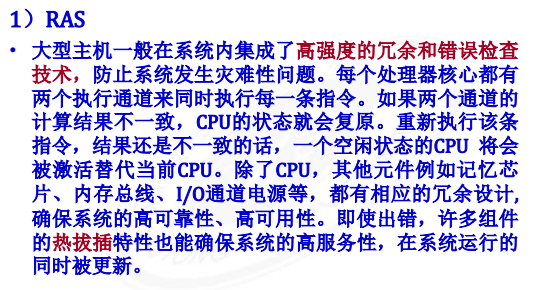 1）RAS
• 大型主机一般在系统内集成了高强度的冗余和错误检查
技术，防止系统发生灾难性问题。每个处理器核心都有
两个执行通道来同时执行每一条指令。如果两个通道的
计算结果不一致，CPU的状态就会复原。重新执行该条
指令，结果还是不一致的话，一个空闲状态的CPU 将会
被激活替代当前CPU。除了CPU，其他元件例如记忆芯
片、内存总线、I/O通道电源等，都有相应的冗余设计,
确保系统的高可靠性、高可用性。即使出错，许多组件
的热拔插特性也能确保系统的高服务性，在系统运行的
同时被更新。